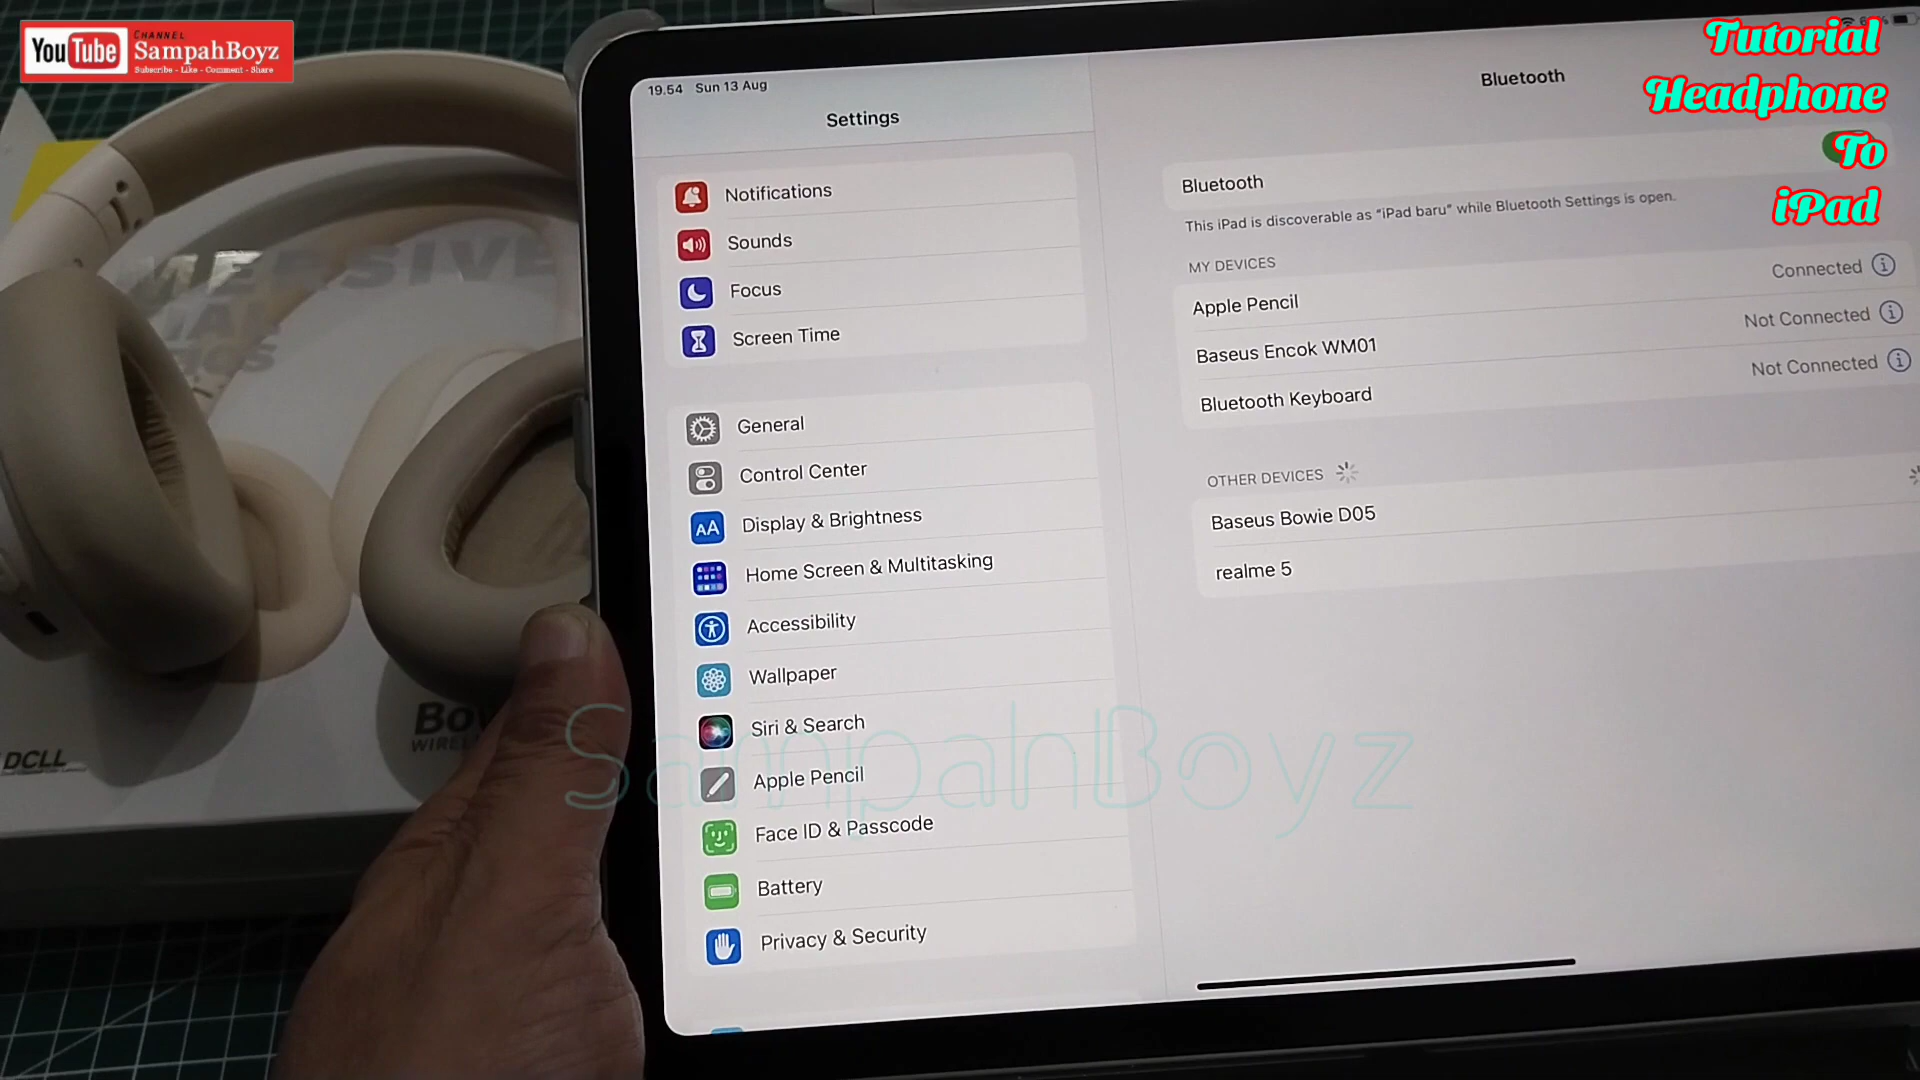 YouTube
CHANNEL
SampahBoyz
Subscribe - Like - Comment - Share
Tutorial
Headphone
To
iPad
19.54 Sun 13 Aug
Settings
Notifications
Sounds
Focus
Screen Time
General
Control Center
Display & Brightness
Home Screen & Multitasking
Accessibility
Wallpaper
Siri & Search
Apple Pencil
Face ID & Passcode
Battery
Privacy & Security
Bluetooth
Bluetooth
This iPad is discoverable as “iPad baru” while Bluetooth Settings is open.
MY DEVICES
Apple Pencil Connected
Baseus Encok WM01 Not Connected
Bluetooth Keyboard Not Connected
OTHER DEVICES
Baseus Bowie D05
realme 5
DCLL
SampahBoyz